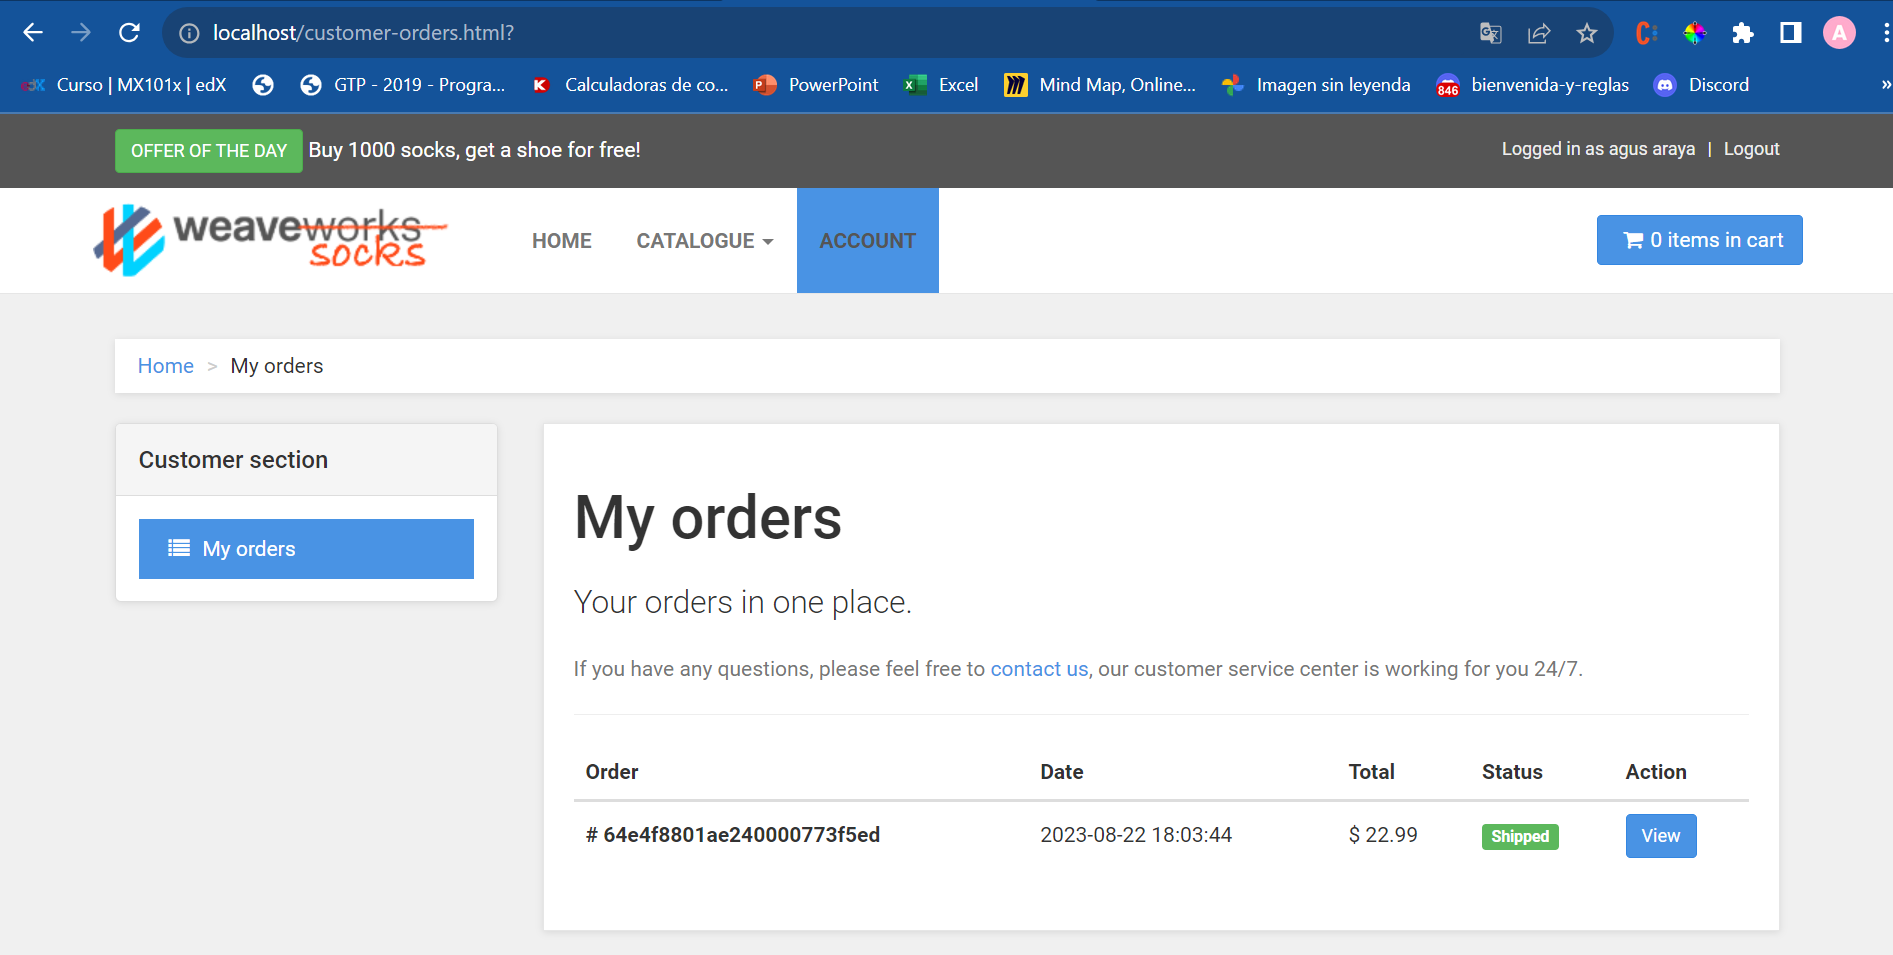 localhost/customer-orders.html?
A
Curso | MX101x | edX GTP - 2019 - Progra... Calculadoras de co... PowerPoint Excel Mind Map, Online... Imagen sin leyenda 846 bienvenida-y-reglas Discord »
OFFER OF THE DAY Buy 1000 socks, get a shoe for free! Logged in as agus araya | Logout
weaveworks
socks
HOME CATALOGUE ACCOUNT 0 items in cart
Home > My orders
Customer section
My orders
My orders
Your orders in one place.
If you have any questions, please feel free to contact us, our customer service center is working for you 24/7.
Order Date Total Status Action
# 64e4f8801ae240000773f5ed 2023-08-22 18:03:44 $ 22.99 Shipped View